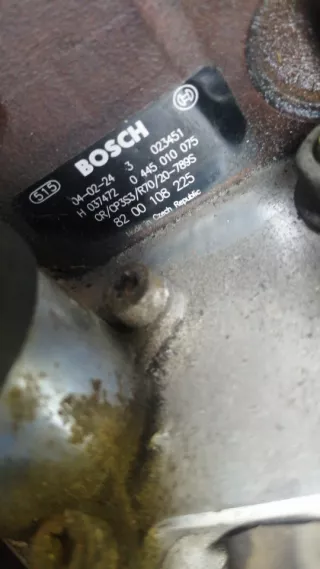 BOSCH
515
04-02-24 3 023451
H 037472 0 445 010 075
CR/CP3S3/R70/20-789S
82 00 108 225
Made in Czech Republic